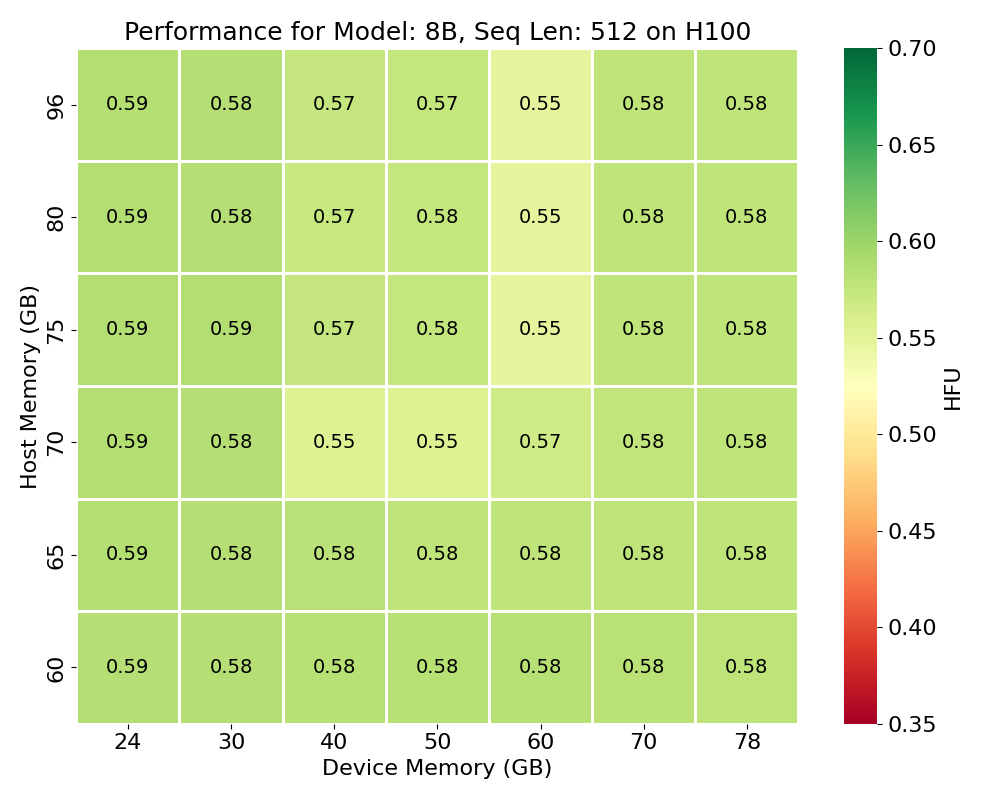 Performance for Model: 8B, Seq Len: 512 on H100
96 0.59 0.58 0.57 0.57 0.55 0.58 0.58
80 0.59 0.58 0.57 0.58 0.55 0.58 0.58
75 0.59 0.59 0.57 0.58 0.55 0.58 0.58
70 0.59 0.58 0.55 0.55 0.57 0.58 0.58
65 0.59 0.58 0.58 0.58 0.58 0.58 0.58
60 0.59 0.58 0.58 0.58 0.58 0.58 0.58
24 30 40 50 60 70 78
Device Memory (GB)
Host Memory (GB)
0.70
0.65
0.60
0.55
0.50
0.45
0.40
0.35
HFU